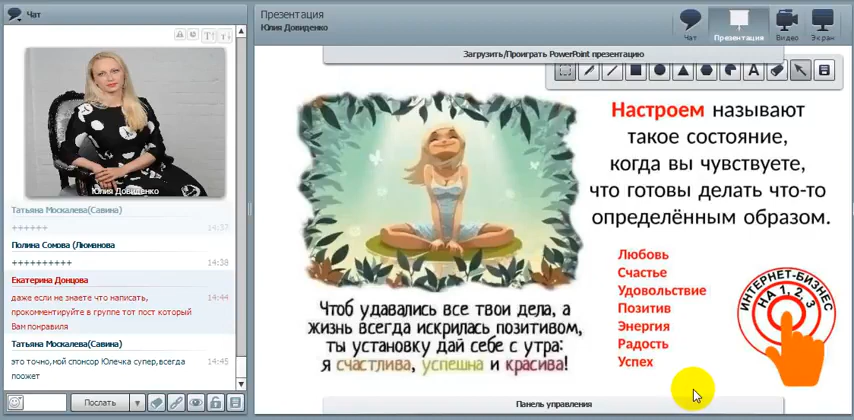 Чат
Юлия Довиденко
Татьяна Москалева(Савина)
++++++ 14:37
Полина Сомова (Люманова
++++++++++ 14:38
Екатерина Донцова
даже если не знаете что написать, 14:44
прокомментируйте в группе тот пост который
Вам понравиля
Татьяна Москалева(Савина)
это точно,мой спонсор Юлечка супер,всегда 14:45
поожет
Послать
Презентация
Юлия Довиденко
Чат
Презентация
Видео
Экран
Загрузить/Проиграть PowerPoint презентацию
Настроем называют
такое состояние,
когда вы чувствуете,
что готовы делать что-то
определённым образом.
Любовь
Счастье
Удовольствие
Позитив
Энергия
Радость
Успех
ИНТЕРНЕТ-БИЗНЕС
НА 1, 2, 3
Чтоб удавались все твои дела, а
жизнь всегда искрилась позитивом,
ты установку дай себе с утра:
я счастлива, успешна и красива!
Панель управления